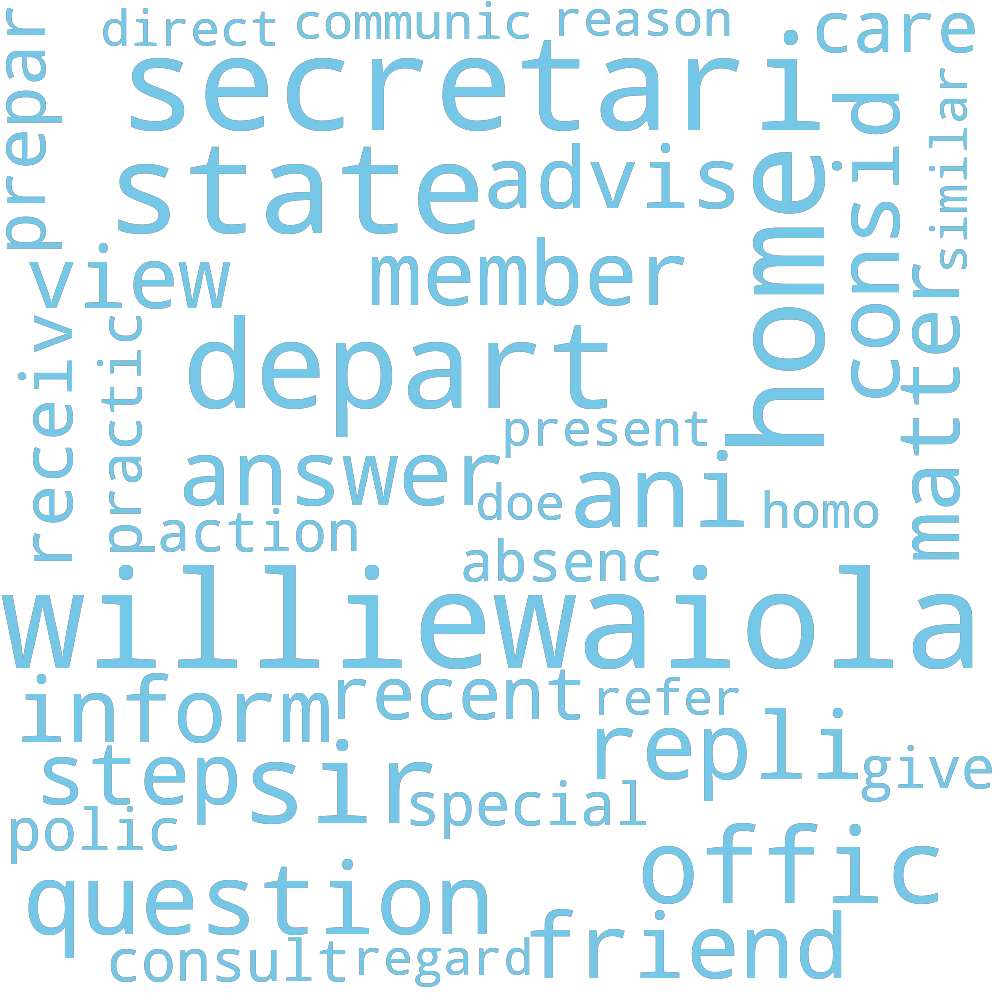 direct communic reason care
secretari
prepar
state advis
home
consid
similar
view member
matter
receiv
practic
depart
present
answer doe ani homo
action absenc
williewaiola
inform recent refer
step sir repli give
polic special
question offic
consult regard friend